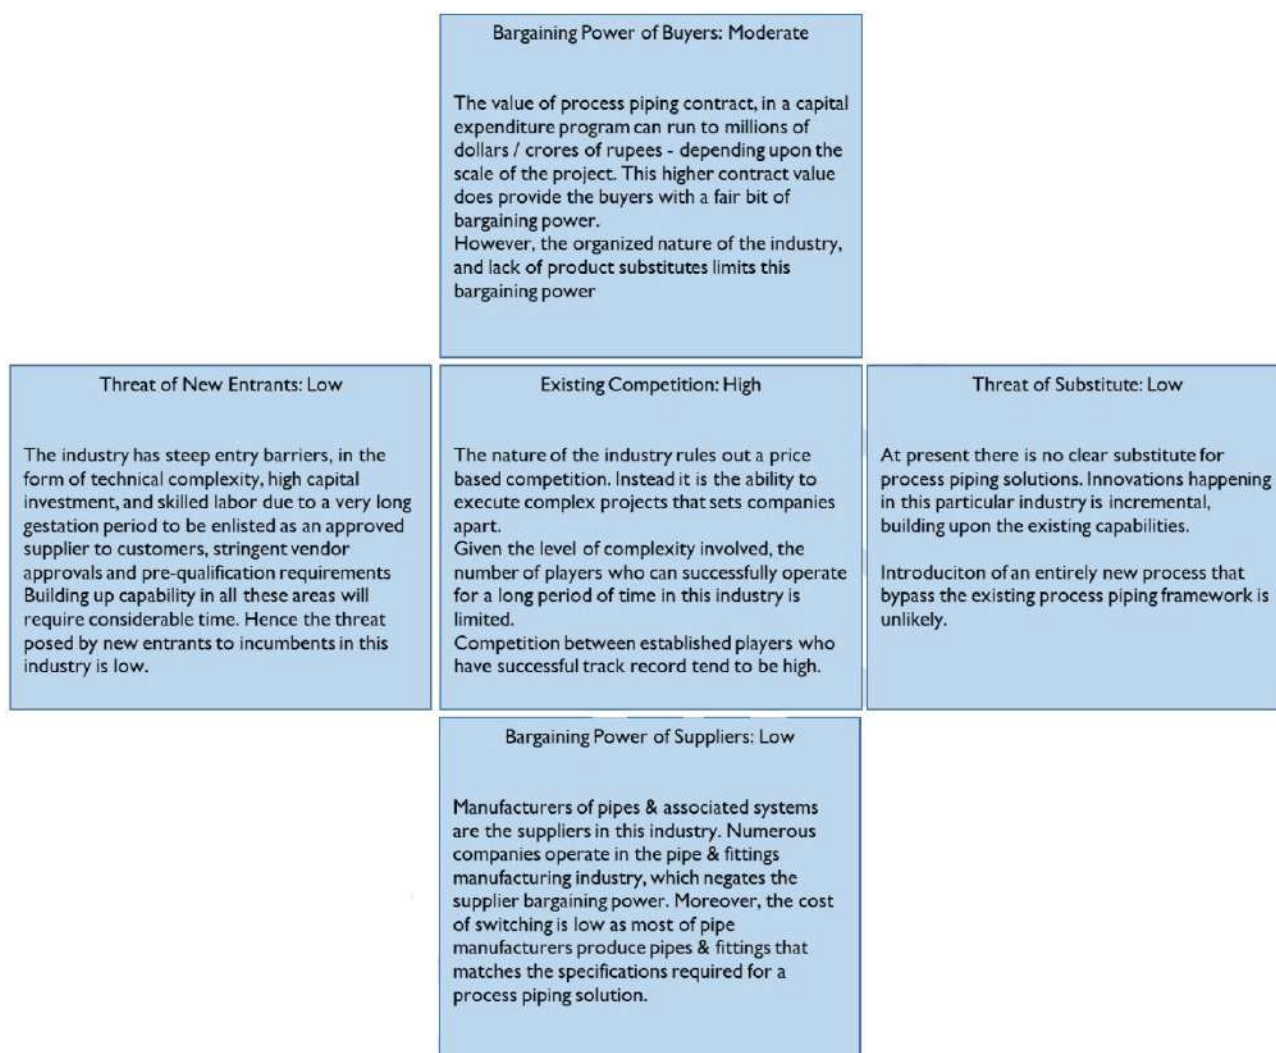 Bargaining Power of Buyers: Moderate
The value of process piping contract, in a capital
expenditure program can run to millions of
dollars / crores of rupees - depending upon the
scale of the project. This higher contract value
does provide the buyers with a fair bit of
bargaining power.
However, the organized nature of the industry,
and lack of product substitutes limits this
bargaining power
Threat of New Entrants: Low
The industry has steep entry barriers, in the
form of technical complexity, high capital
investment, and skilled labor due to a very long
gestation period to be enlisted as an approved
supplier to customers, stringent vendor
approvals and pre-qualification requirements
Building up capability in all these areas will
require considerable time. Hence the threat
posed by new entrants to incumbents in this
industry is low.
Existing Competition: High
The nature of the industry rules out a price
based competition. Instead it is the ability to
execute complex projects that sets companies
apart.
Given the level of complexity involved, the
number of players who can successfully operate
for a long period of time in this industry is
limited.
Competition between established players who
have successful track record tend to be high.
Threat of Substitute: Low
At present there is no clear substitute for
process piping solutions. Innovations happening
in this particular industry is incremental,
building upon the existing capabilities.
Introduciton of an entirely new process that
bypass the existing process piping framework is
unlikely.
Bargaining Power of Suppliers: Low
Manufacturers of pipes & associated systems
are the suppliers in this industry. Numerous
companies operate in the pipe & fittings
manufacturing industry, which negates the
supplier bargaining power. Moreover, the cost
of switching is low as most of pipe
manufacturers produce pipes & fittings that
matches the specifications required for a
process piping solution.